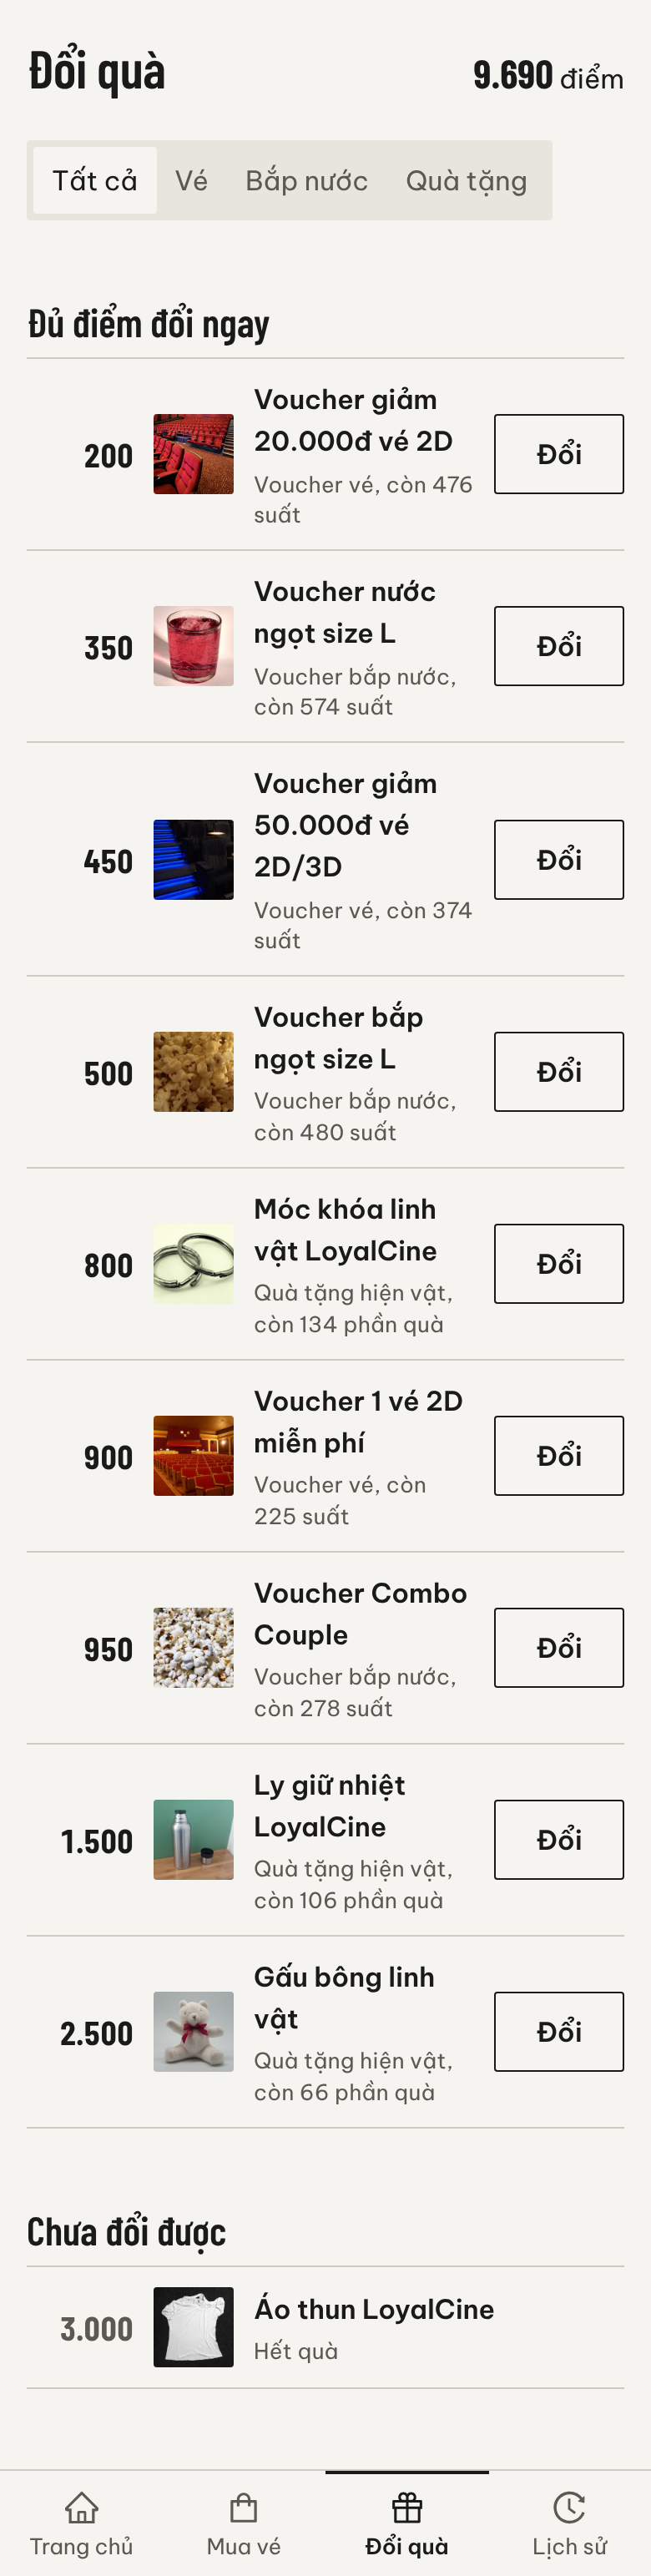 Đổi quà
9.690 điểm
Tất cả Vé Bắp nước Quà tặng
Đủ điểm đổi ngay
200
Voucher giảm
20.000đ vé 2D
Voucher vé, còn 476
suất
Đổi
350
Voucher nước
ngọt size L
Voucher bắp nước,
còn 574 suất
Đổi
450
Voucher giảm
50.000đ vé
2D/3D
Voucher vé, còn 374
suất
Đổi
500
Voucher bắp
ngọt size L
Voucher bắp nước,
còn 480 suất
Đổi
800
Móc khóa linh
vật LoyalCine
Quà tặng hiện vật,
còn 134 phần quà
Đổi
900
Voucher 1 vé 2D
miễn phí
Voucher vé, còn
225 suất
Đổi
950
Voucher Combo
Couple
Voucher bắp nước,
còn 278 suất
Đổi
1.500
Ly giữ nhiệt
LoyalCine
Quà tặng hiện vật,
còn 106 phần quà
Đổi
2.500
Gấu bông linh
vật
Quà tặng hiện vật,
còn 66 phần quà
Đổi
Chưa đổi được
3.000
Áo thun LoyalCine
Hết quà
Trang chủ Mua vé Đổi quà Lịch sử